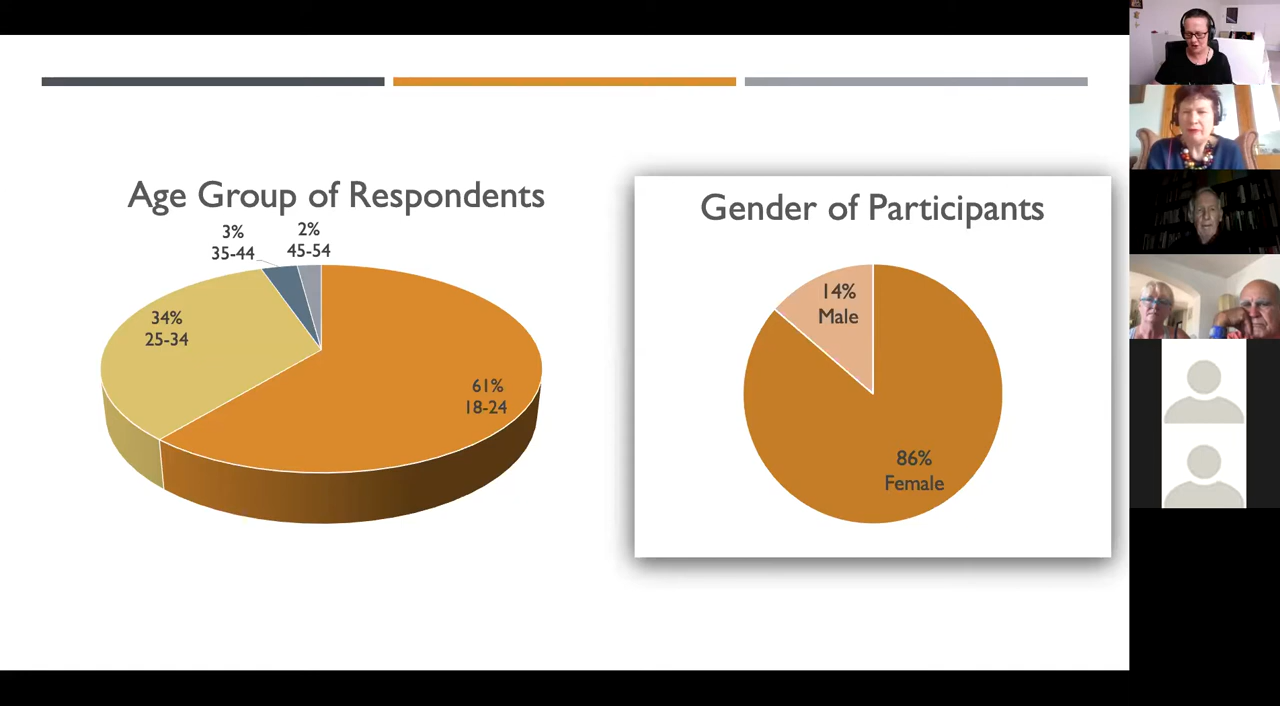 Age Group of Respondents
3%
35-44
2%
45-54
34%
25-34
61%
18-24
Gender of Participants
14%
Male
86%
Female